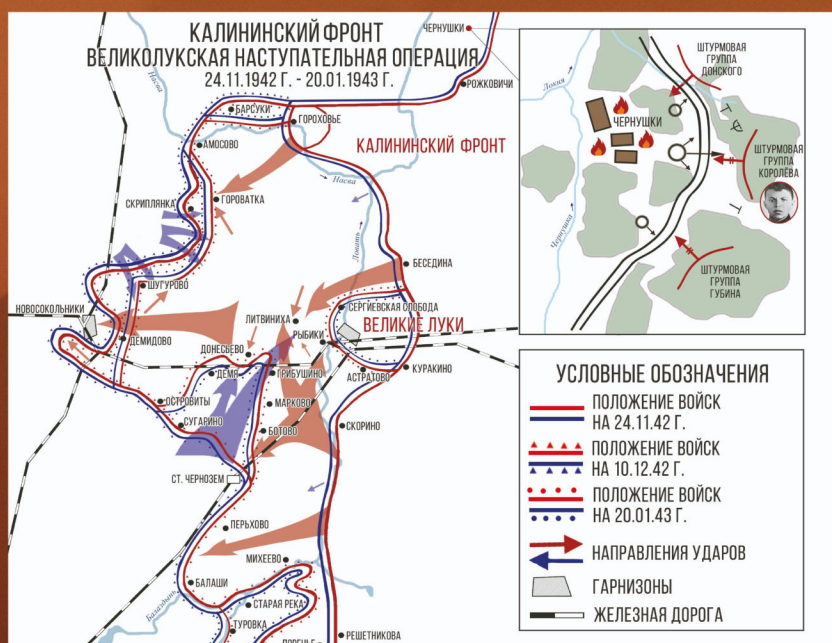 КАЛИНИНСКИЙ ФРОНТ
ВЕЛИКОЛУКСКАЯ НАСТУПАТЕЛЬНАЯ ОПЕРАЦИЯ
24.11.1942 Г. - 20.01.1943 Г.
ЧЕРНУШКИ
РОЖКОВИЧИ
Насва
БАРСУКИ
ГОРОХОВЬЕ
КАЛИНИНСКИЙ ФРОНТ
АМОСОВО
Насва
СКРИПЛЯНКА
ГОРОВАТКА
Ловать
БЕСЕДИНА
ШУГУРОВО
НОВОСОКОЛЬНИКИ
СЕРГИЕВСКАЯ СЛОБОДА
ЛИТВИНИХА
ВЕЛИКИЕ ЛУКИ
ДЕМИДОВО
РЫБИКИ
ДОНЕСЬЕВО
ДЕМЯ
ГРИБУШИНО
АСТРАТОВО
КУРАКИНО
ОСТРОВИТЫ
МАРКОВО
СУГАРИНО
БОТОВО
СКОРИНО
СТ. ЧЕРНОЗЕМ
ПЕРЬХОВО
МИХЕЕВО
БАЛАШИ
Балаздынь
СТАРАЯ РЕКА
ТУРОВКА
РЕШЕТНИКОВА
ШТУРМОВАЯ
ГРУППА
ДОНСКОГО
Ловия
ЧЕРНУШКИ
ШТУРМОВАЯ
ГРУППА
КОРОЛЁВА
Чернушка
ШТУРМОВАЯ
ГРУППА
ГУБИНА
УСЛОВНЫЕ ОБОЗНАЧЕНИЯ
ПОЛОЖЕНИЕ ВОЙСК
НА 24.11.42 Г.
ПОЛОЖЕНИЕ ВОЙСК
НА 10.12.42 Г.
ПОЛОЖЕНИЕ ВОЙСК
НА 20.01.43 Г.
НАПРАВЛЕНИЯ УДАРОВ
ГАРНИЗОНЫ
ЖЕЛЕЗНАЯ ДОРОГА